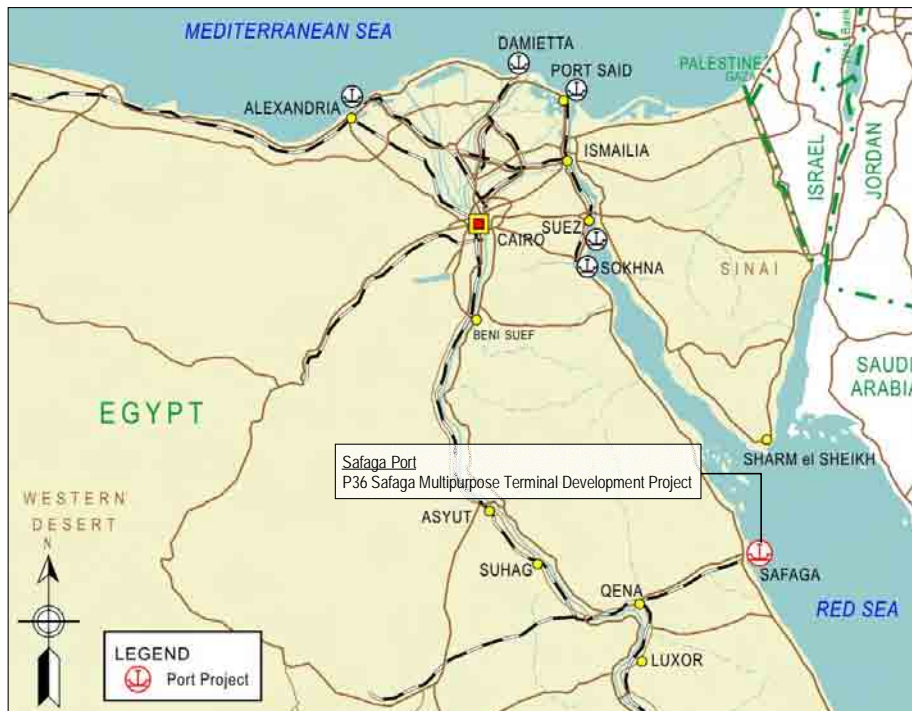 MEDITERRANEAN SEA
DAMIETTA
PORT SAID
PALESTINE
GAZA
West Bank
ALEXANDRIA
ISMAILIA
ISRAEL
JORDAN
SUEZ
CAIRO
SOKHNA
SINAI
BENI SUEF
SAUDI
ARABIA
EGYPT
SHARM el SHEIKH
Safaga Port
P36 Safaga Multipurpose Terminal Development Project
WESTERN
DESERT
N
ASYUT
SUHAG
SAFAGA
QENA
RED SEA
LEGEND
Port Project
LUXOR